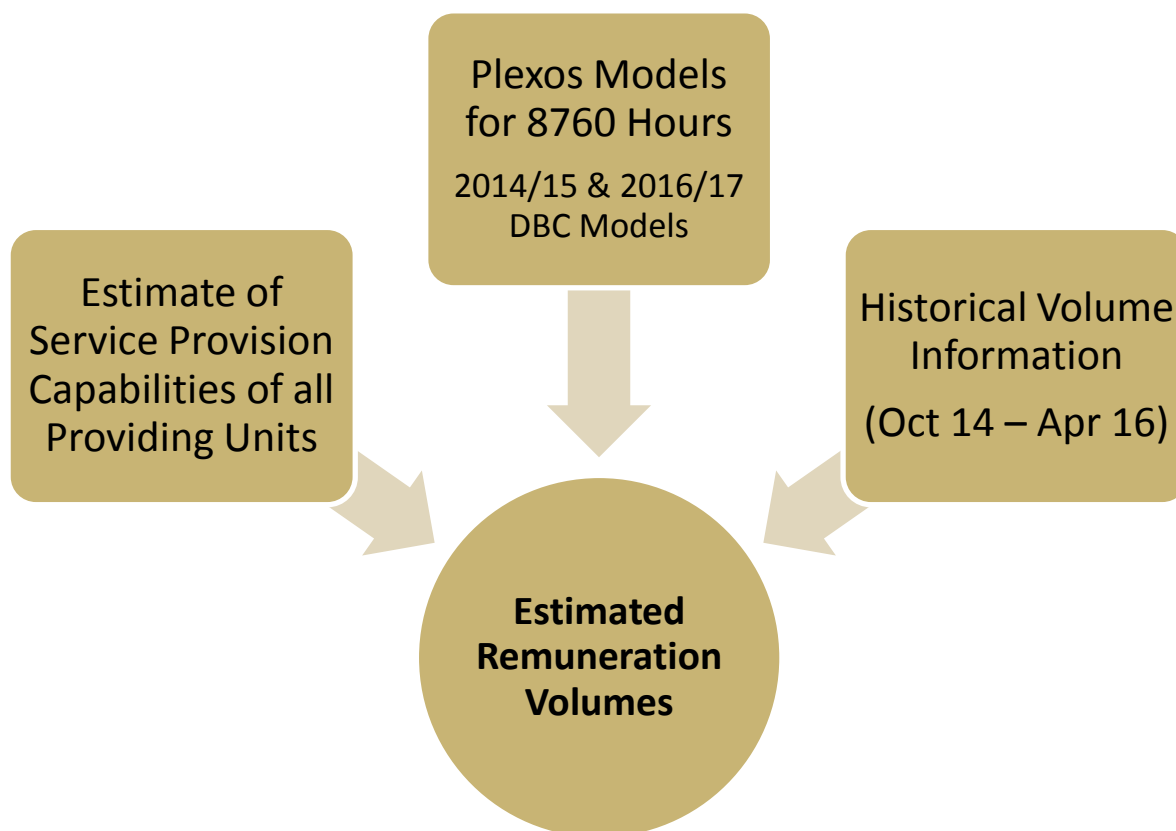 Plexos Models
for 8760 Hours
2014/15 & 2016/17
DBC Models
Estimate of
Service Provision
Capabilities of all
Providing Units
Historical Volume
Information
(Oct 14 – Apr 16)
Estimated
Remuneration
Volumes